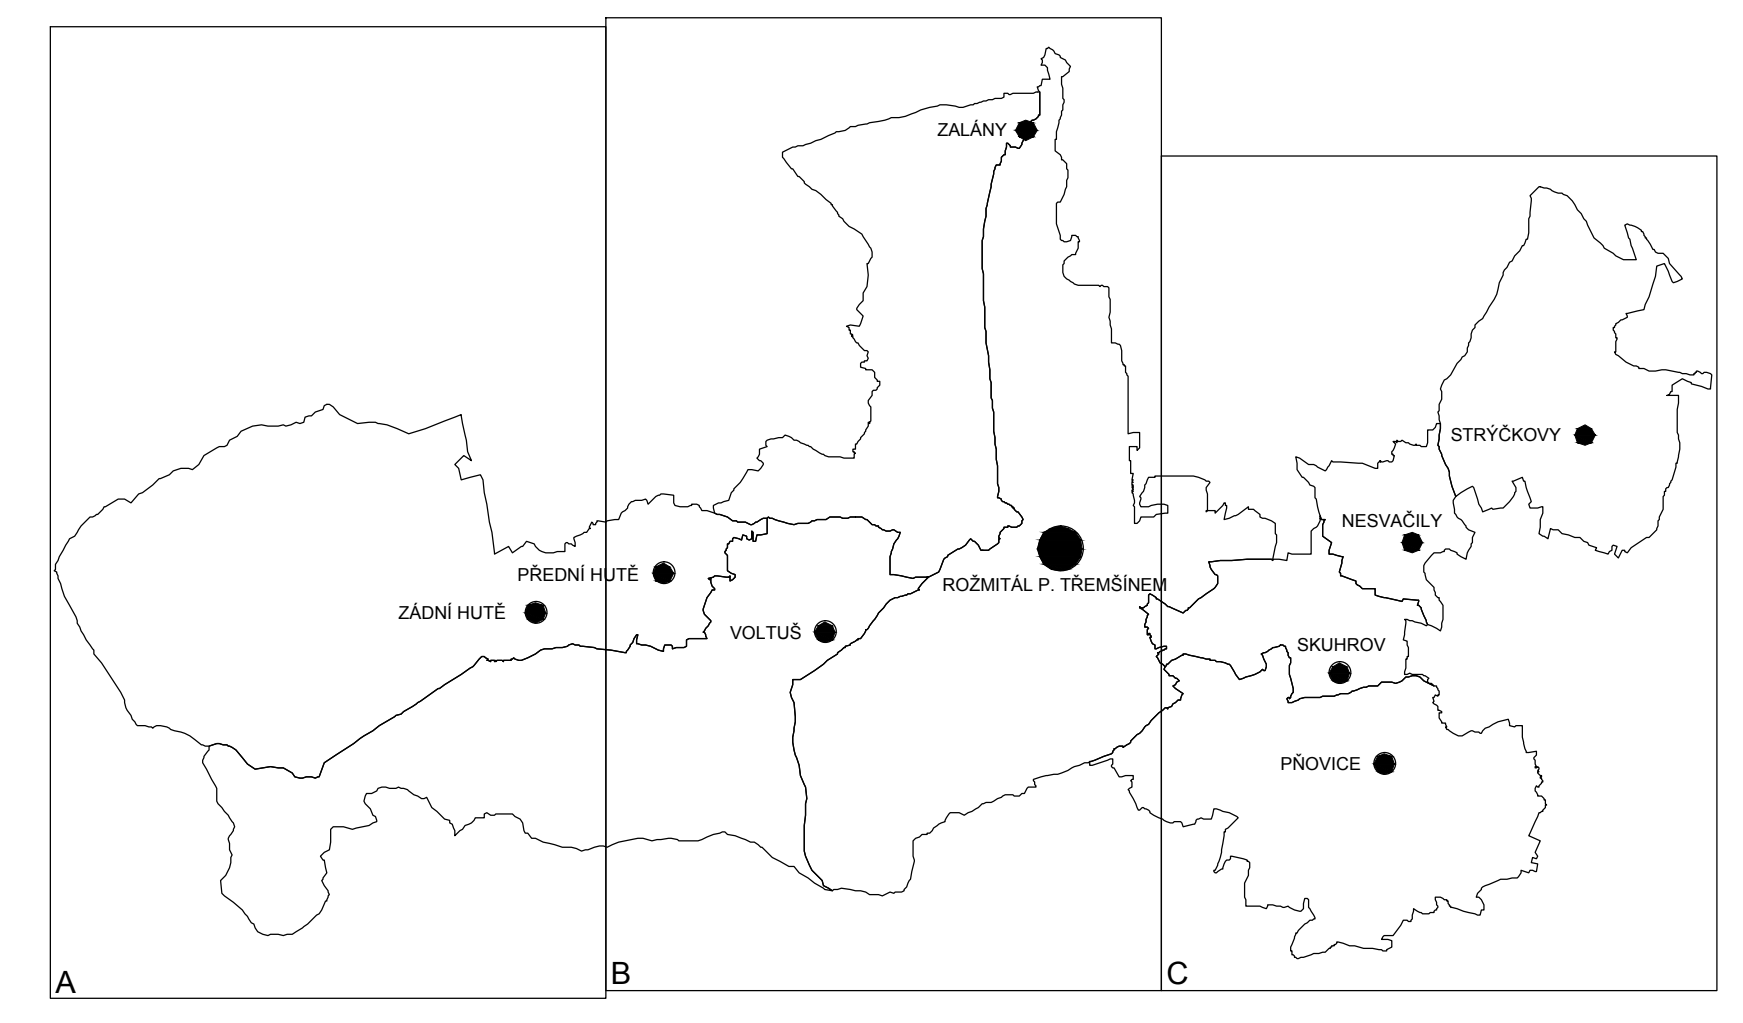 ZALÁNY
STRÝČKOVY
NESVAČILY
PŘEDNÍ HUTĚ
ROŽMITÁL P. TŘEMŠÍNEM
ZÁDNÍ HUTĚ
VOLTUŠ
SKUHROV
PŇOVICE
A
B
C